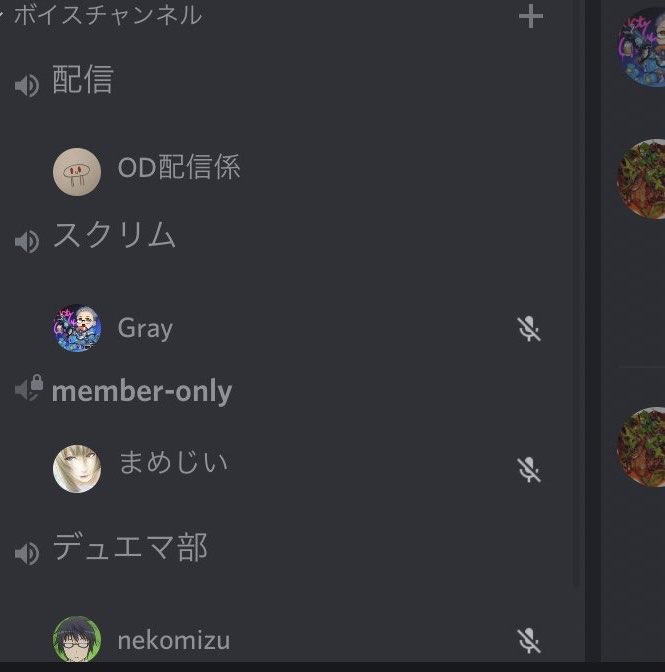 ボイスチャンネル
配信
OD配信係
スクリム
Gray
member-only
まめじい
デュエマ部
nekomizu